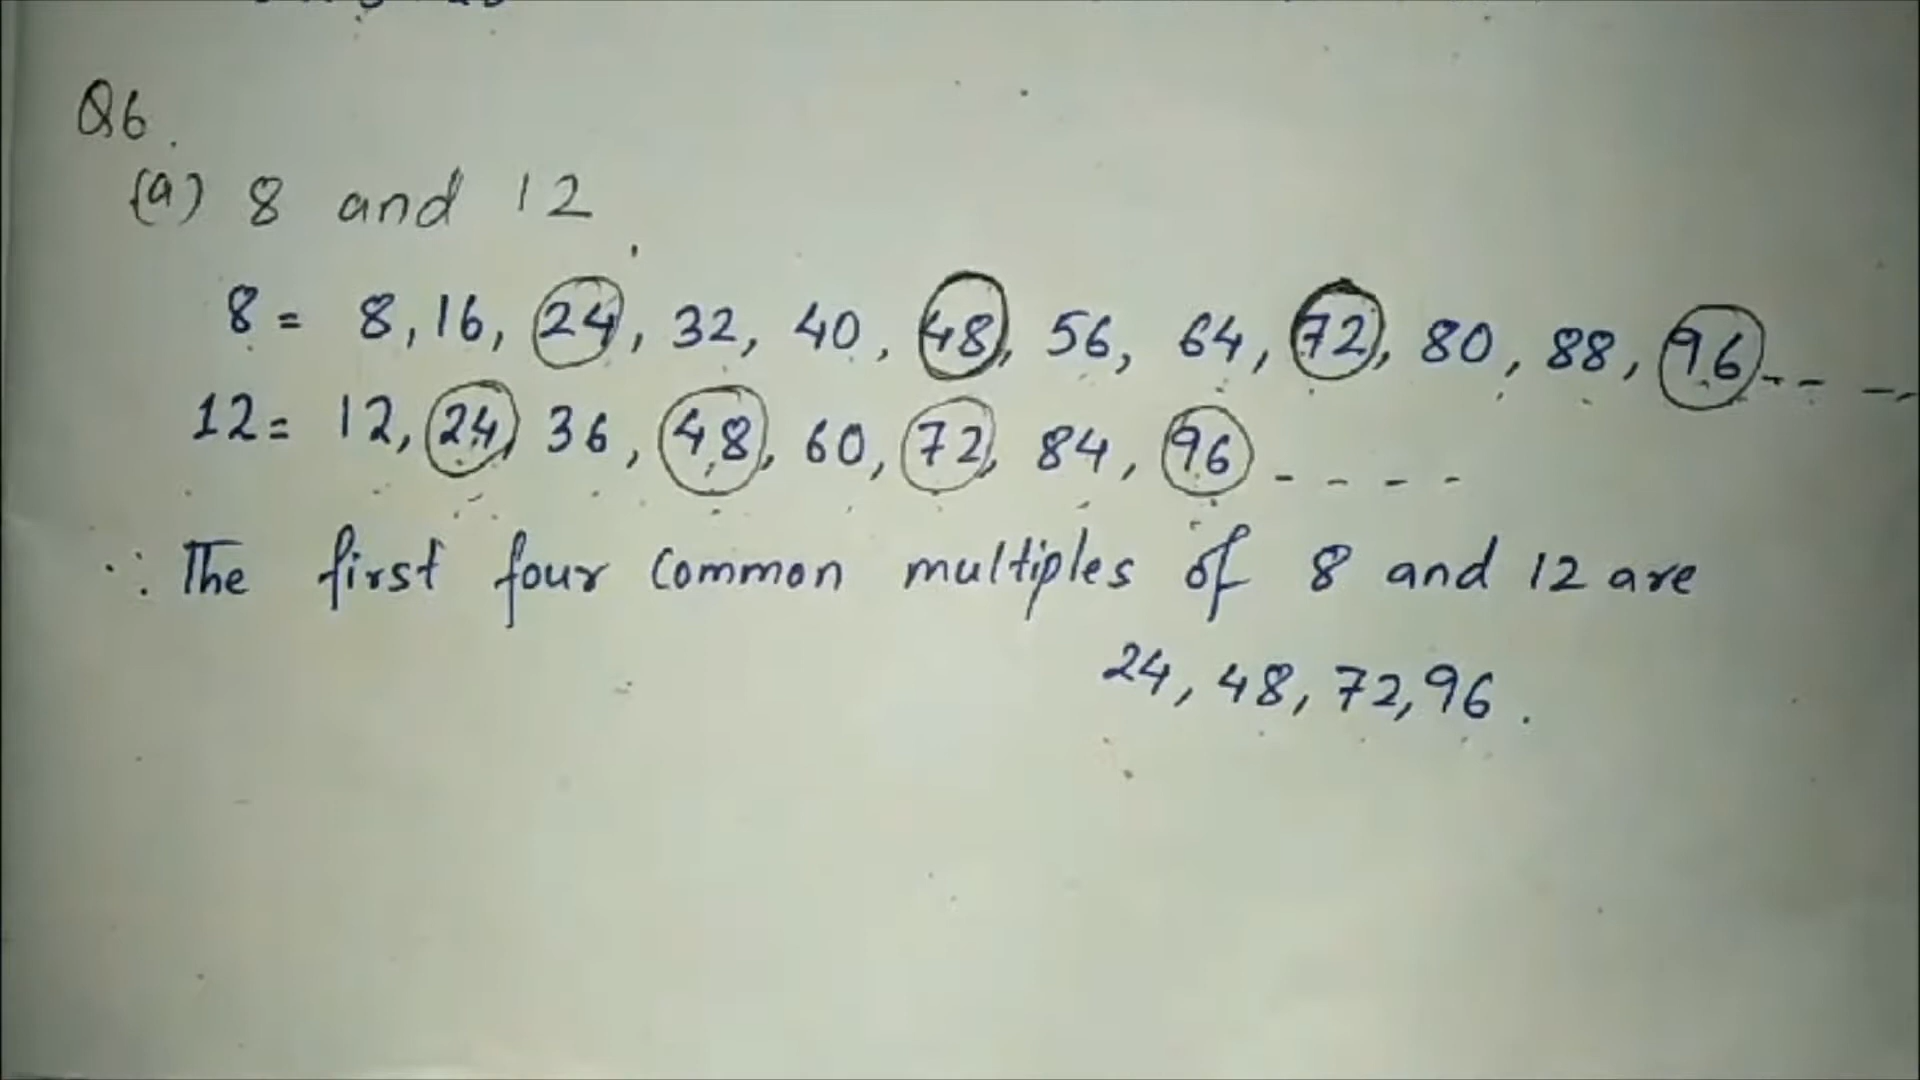 Q6.
(a) 8 and 12
8 = 8, 16, 24, 32, 40, 48, 56, 64, 72, 80, 88, 96 - - - -
12 = 12, 24, 36, 48, 60, 72, 84, 96 - - - -
∴ The first four common multiples of 8 and 12 are
24, 48, 72, 96.